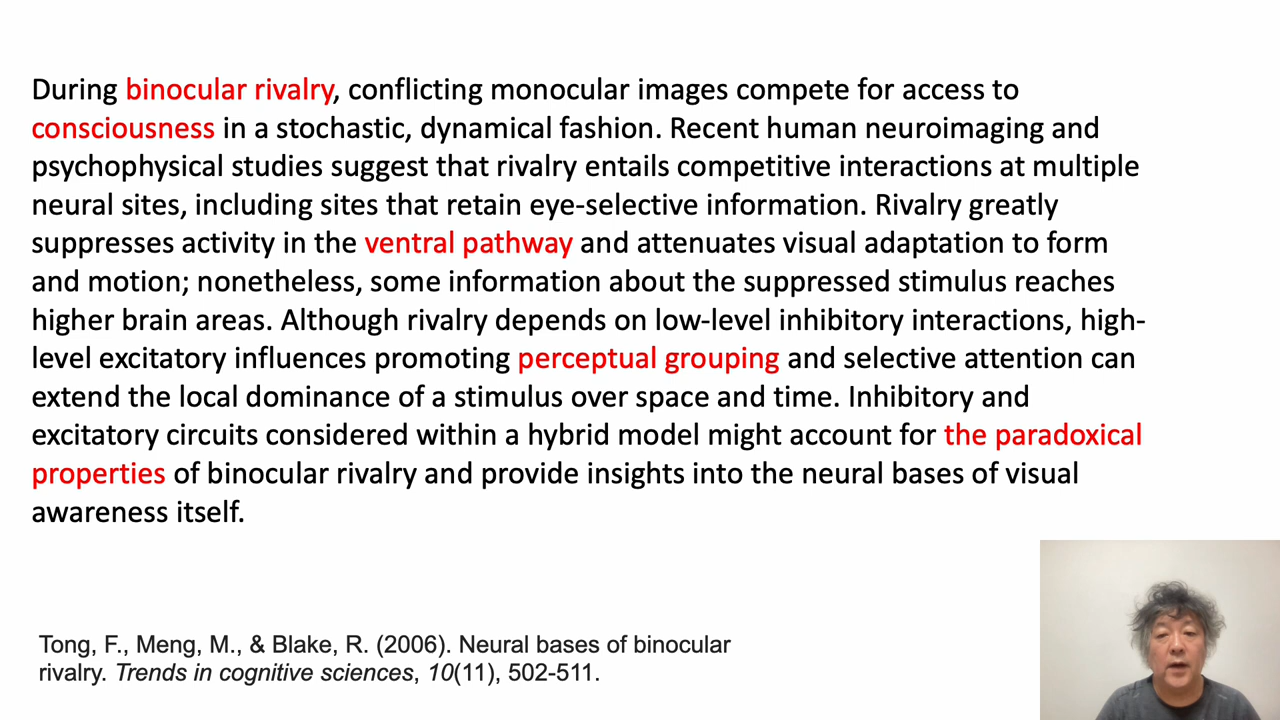 During binocular rivalry, conflicting monocular images compete for access to
consciousness in a stochastic, dynamical fashion. Recent human neuroimaging and
psychophysical studies suggest that rivalry entails competitive interactions at multiple
neural sites, including sites that retain eye-selective information. Rivalry greatly
suppresses activity in the ventral pathway and attenuates visual adaptation to form
and motion; nonetheless, some information about the suppressed stimulus reaches
higher brain areas. Although rivalry depends on low-level inhibitory interactions, high-
level excitatory influences promoting perceptual grouping and selective attention can
extend the local dominance of a stimulus over space and time. Inhibitory and
excitatory circuits considered within a hybrid model might account for the paradoxical
properties of binocular rivalry and provide insights into the neural bases of visual
awareness itself.
Tong, F., Meng, M., & Blake, R. (2006). Neural bases of binocular
rivalry. Trends in cognitive sciences, 10(11), 502-511.